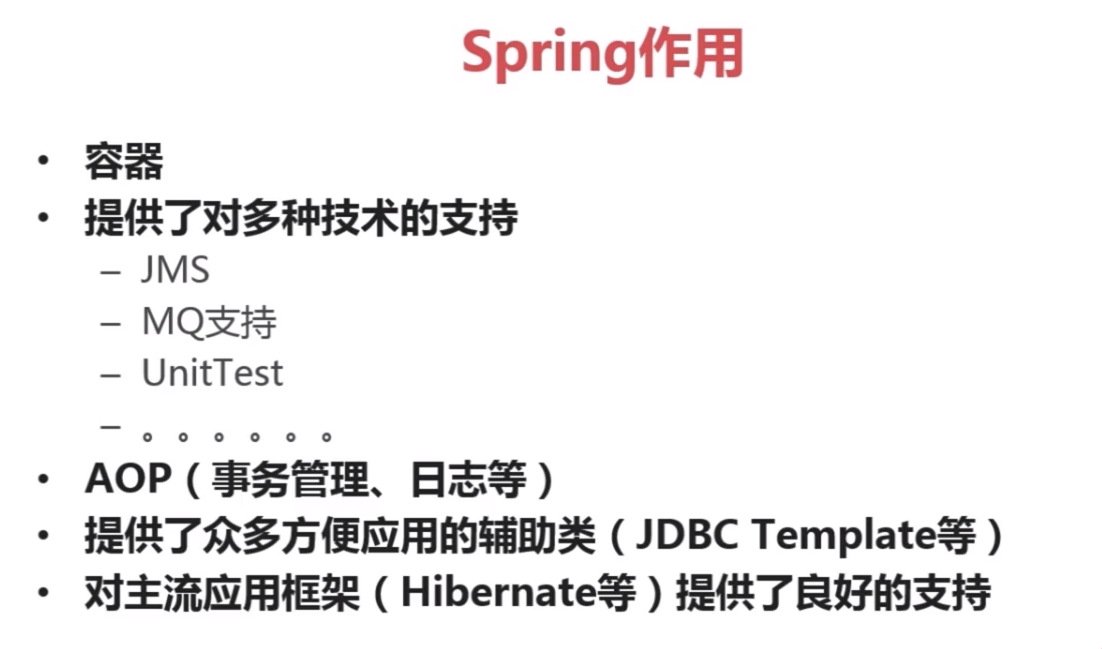 Spring作用
• 容器
• 提供了对多种技术的支持
– JMS
– MQ支持
– UnitTest
– 。。。。。。
• AOP（事务管理、日志等）
• 提供了众多方便应用的辅助类（JDBC Template等）
• 对主流应用框架（Hibernate等）提供了良好的支持